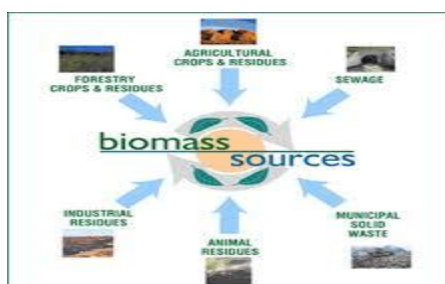 AGRICULTURAL
CROPS & RESIDUES
FORESTRY
CROPS & RESIDUES
SEWAGE
biomass
sources
INDUSTRIAL
RESIDUES
ANIMAL
RESIDUES
MUNICIPAL
SOLID
WASTE